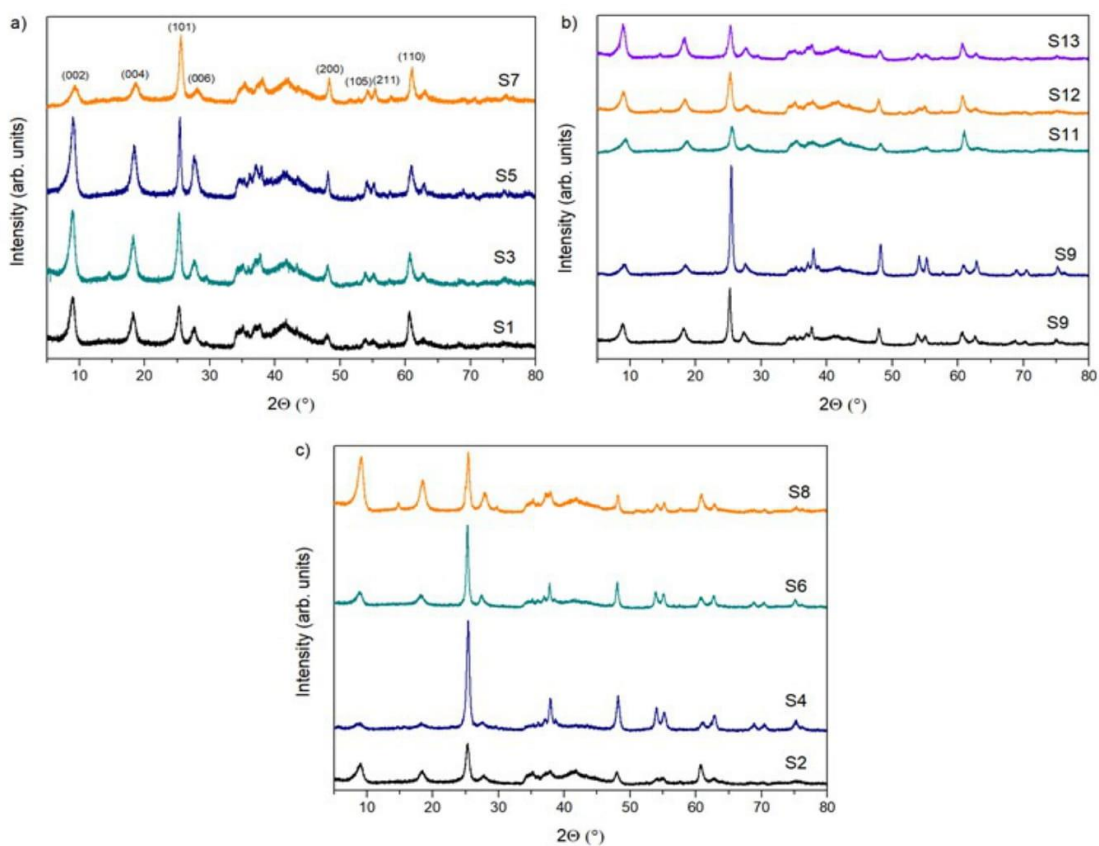 a)
(002)
(004)
(101)
(006)
(200)
(105)
(211)
(110)
S7
S5
S3
S1
Intensity (arb. units)
10 20 30 40 50 60 70 80
2Θ (°)
b)
S13
S12
S11
S9
S9
Intensity (arb. units)
10 20 30 40 50 60 70 80
2Θ (°)
c)
S8
S6
S4
S2
Intensity (arb. units)
10 20 30 40 50 60 70 80
2Θ (°)